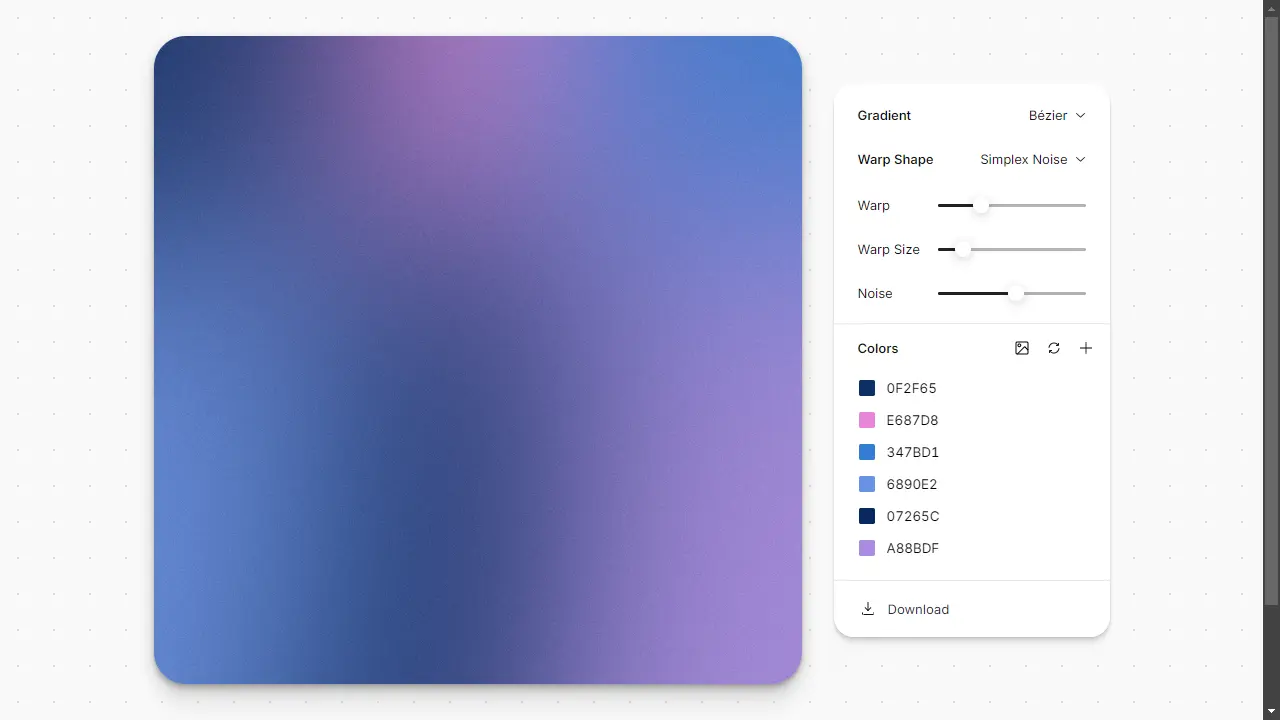 Gradient Bézier
Warp Shape Simplex Noise
Warp
Warp Size
Noise
Colors
0F2F65
E687D8
347BD1
6890E2
07265C
A88BDF
Download